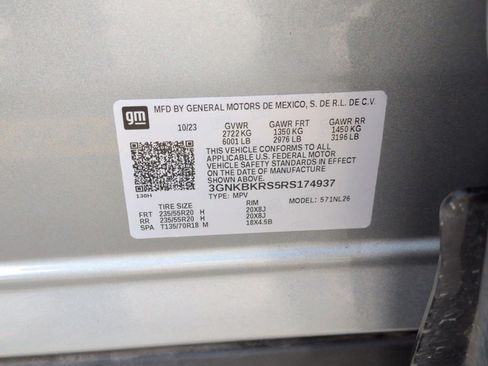 gm
MFD BY GENERAL MOTORS DE MEXICO, S. DE R.L. DE C.V.
10/23 GVWR GAWR FRT GAWR RR
2722 KG 1350 KG 1450 KG
6001 LB 2976 LB 3196 LB
THIS VEHICLE CONFORMS TO ALL
APPLICABLE U.S. FEDERAL MOTOR
VEHICLE SAFETY STANDARDS IN EFFECT
ON THE DATE OF MANUFACTURE SHOWN ABOVE.
3GNKBKRS5RS174937
136H TYPE: MPV
TIRE SIZE RIM MODEL: 571NL26
FRT 235/55R20 H 20X8J
RR 235/55R20 H 20X8J
SPA T135/70R18 M 18X4.5B